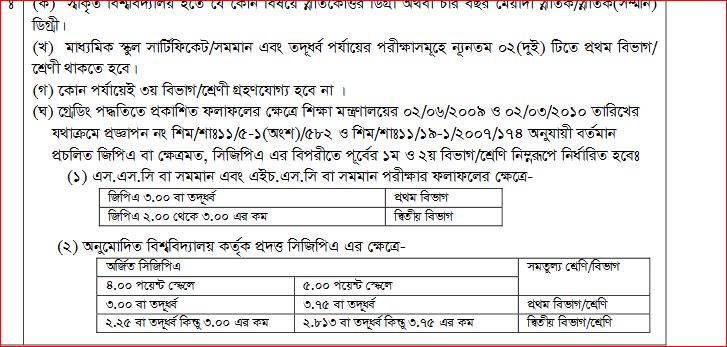 ৪ (ক) স্বীকৃত বিশ্ববিদ্যালয় হতে যে কোন বিষয়ে স্নাতকোত্তর ডিগ্রী অথবা চার বছর মেয়াদী স্নাতক/স্নাতক(সম্মান)
ডিগ্রী।
(খ) মাধ্যমিক স্কুল সার্টিফিকেট/সমমান এবং তদূর্ধ্ব পর্যায়ের পরীক্ষাসমূহে ন্যূনতম ০২(দুই) টিতে প্রথম বিভাগ/
শ্রেণী থাকতে হবে।
(গ) কোন পর্যায়েই ৩য় বিভাগ/শ্রেণী গ্রহণযোগ্য হবে না ।
(ঘ) গ্রেডিং পদ্ধতিতে প্রকাশিত ফলাফলের ক্ষেত্রে শিক্ষা মন্ত্রণালয়ের ০২/০৬/২০০৯ ও ০২/০৩/২০১০ তারিখের
যথাক্রমে প্রজ্ঞাপন নং শিম/শাঃ১১/৫-১(অংশ)/৫৮২ ও শিম/শাঃ১১/১৯-১/২০০৭/১৭৪ অনুযায়ী বর্তমান
প্রচলিত জিপিএ বা ক্ষেত্রমত, সিজিপিএ এর বিপরীতে পূর্বের ১ম ও ২য় বিভাগ/শ্রেণি নিম্নরূপে নির্ধারিত হবেঃ
(১) এস.এস.সি বা সমমান এবং এইচ.এস.সি বা সমমান পরীক্ষার ফলাফলের ক্ষেত্রে-
জিপিএ ৩.০০ বা তদূর্ধ্ব প্রথম বিভাগ
জিপিএ ২.০০ থেকে ৩.০০ এর কম দ্বিতীয় বিভাগ
(২) অনুমোদিত বিশ্ববিদ্যালয় কর্তৃক প্রদত্ত সিজিপিএ এর ক্ষেত্রে-
অর্জিত সিজিপিএ সমতুল্য শ্রেণি/বিভাগ
৪.০০ পয়েন্ট স্কেলে ৫.০০ পয়েন্ট স্কেলে
৩.০০ বা তদূর্ধ্ব ৩.৭৫ বা তদূর্ধ্ব প্রথম বিভাগ/শ্রেণি
২.২৫ বা তদূর্ধ্ব কিন্তু ৩.০০ এর কম ২.৮১৩ বা তদূর্ধ্ব কিন্তু ৩.৭৫ এর কম দ্বিতীয় বিভাগ/শ্রেণি